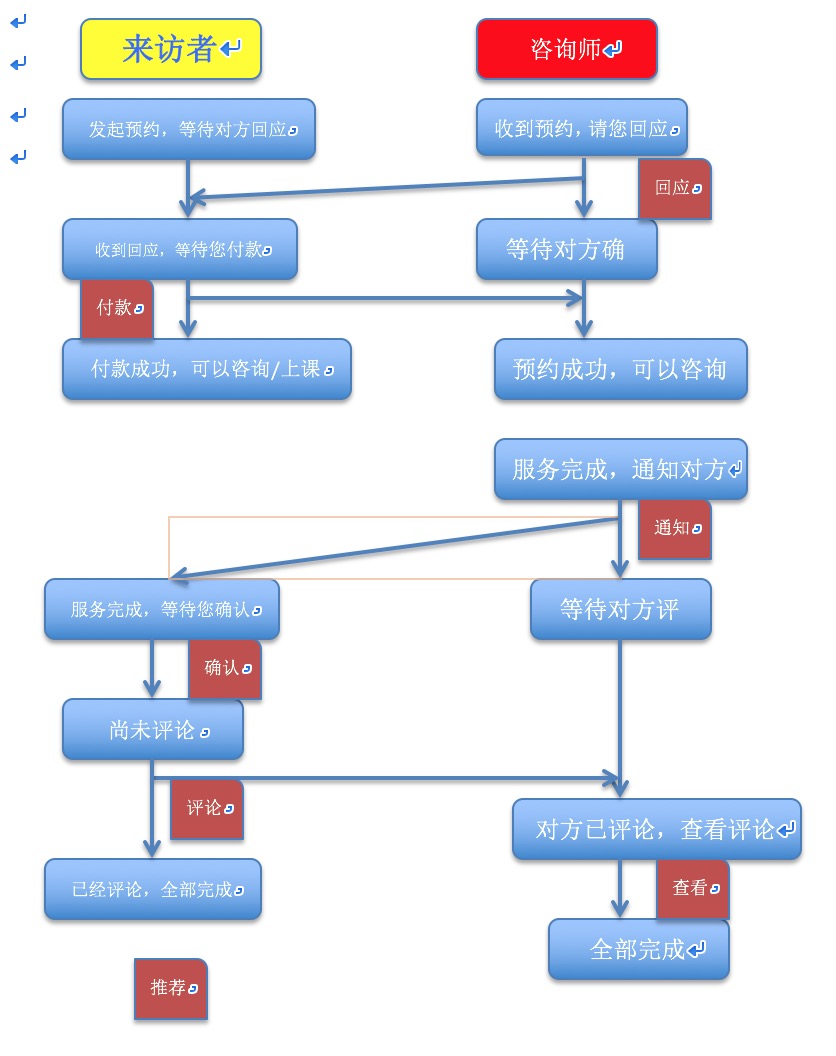 来访者
咨询师
发起预约，等待对方回应
收到预约，请您回应
回应
收到回应，等待您付款
等待对方确
付款
付款成功，可以咨询/上课
预约成功，可以咨询
服务完成，通知对方
通知
服务完成，等待您确认
等待对方评
确认
尚未评论
评论
对方已评论，查看评论
已经评论，全部完成
查看
全部完成
推荐